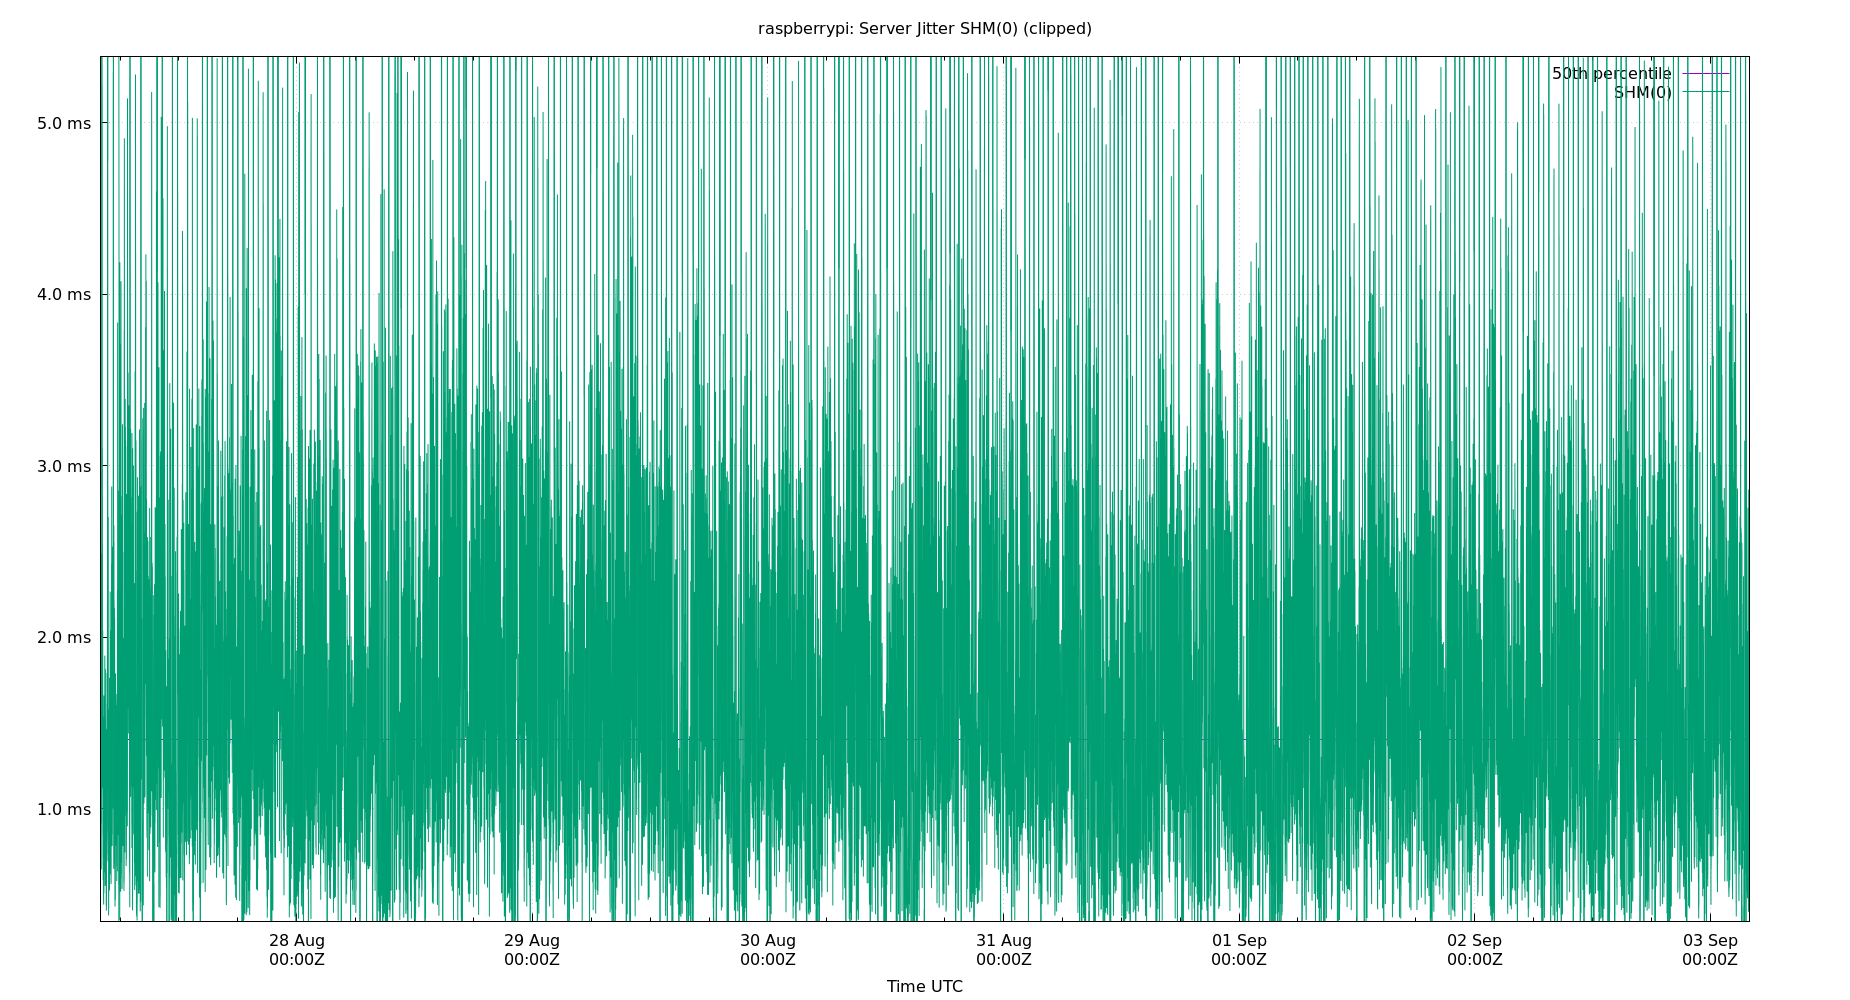 raspberrypi: Server Jitter SHM(0) (clipped)
50th percentile
SHM(0)
5.0 ms
4.0 ms
3.0 ms
2.0 ms
1.0 ms
28 Aug 29 Aug 30 Aug 31 Aug 01 Sep 02 Sep 03 Sep
00:00Z 00:00Z 00:00Z 00:00Z 00:00Z 00:00Z 00:00Z
Time UTC